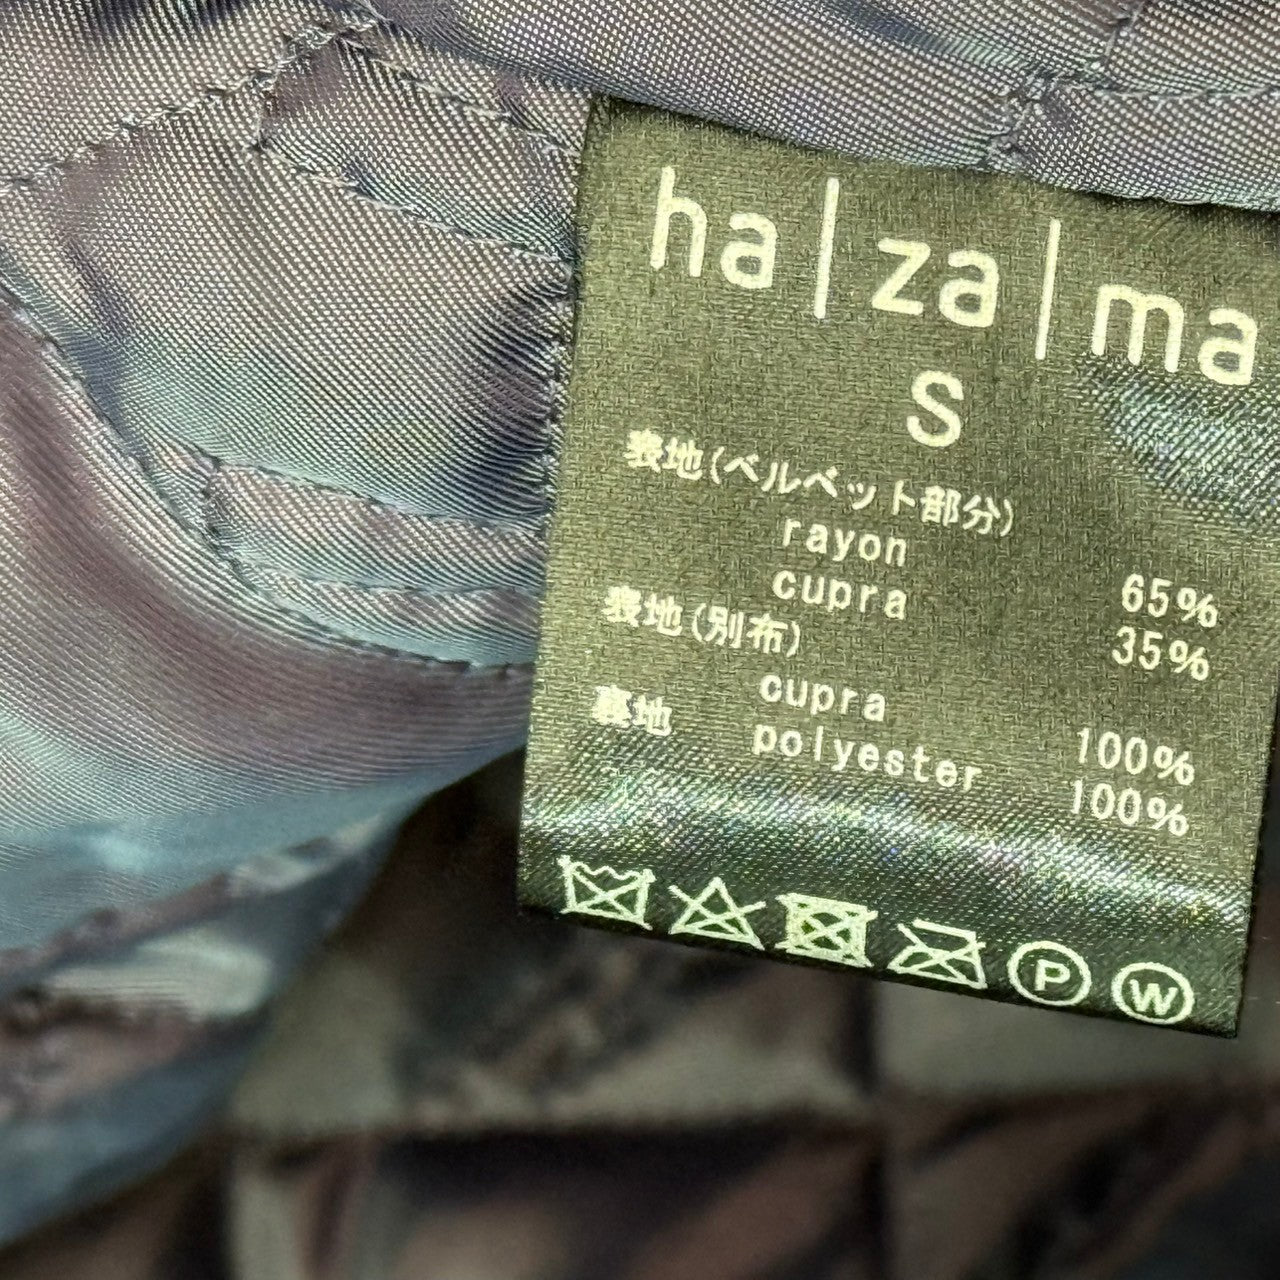 ha|za|ma
S
表地(ベルベット部分)
rayon 65%
cupra 35%
表地(別布)
cupra 100%
裏地 polyester 100%
P W